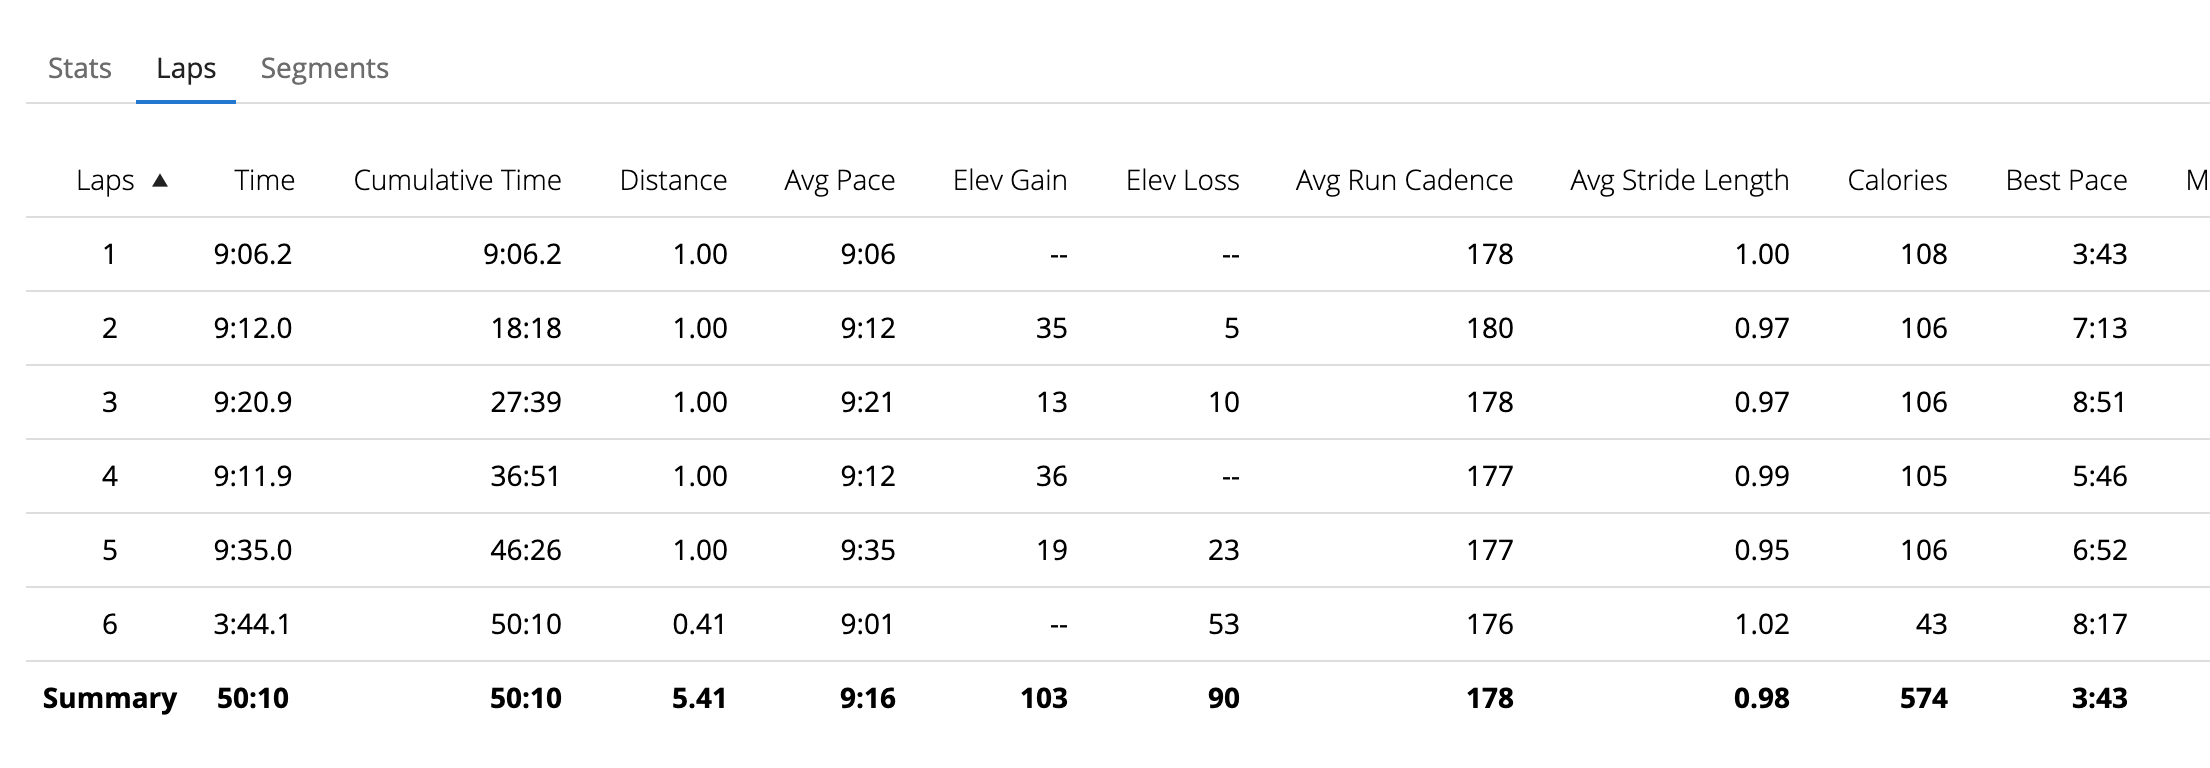 Stats Laps Segments
Laps ▲ Time Cumulative Time Distance Avg Pace Elev Gain Elev Loss Avg Run Cadence Avg Stride Length Calories Best Pace M
1 9:06.2 9:06.2 1.00 9:06 -- -- 178 1.00 108 3:43
2 9:12.0 18:18 1.00 9:12 35 5 180 0.97 106 7:13
3 9:20.9 27:39 1.00 9:21 13 10 178 0.97 106 8:51
4 9:11.9 36:51 1.00 9:12 36 -- 177 0.99 105 5:46
5 9:35.0 46:26 1.00 9:35 19 23 177 0.95 106 6:52
6 3:44.1 50:10 0.41 9:01 -- 53 176 1.02 43 8:17
Summary 50:10 50:10 5.41 9:16 103 90 178 0.98 574 3:43